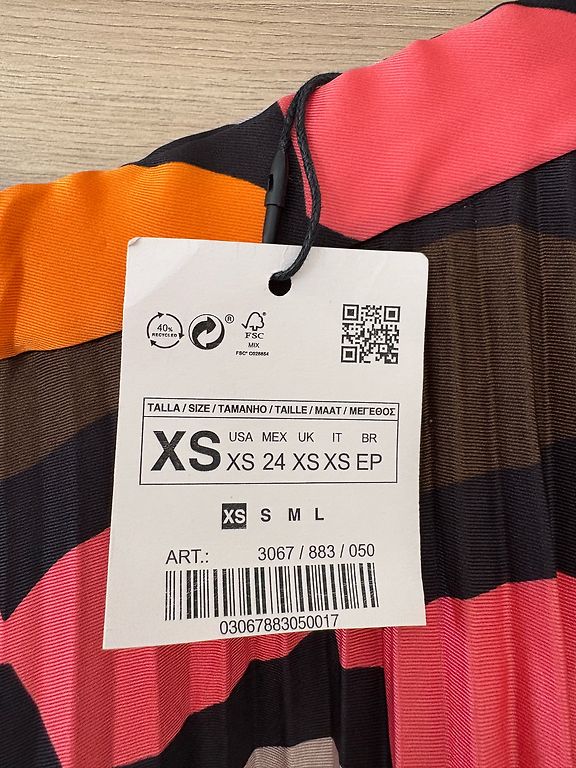 40%
RECYCLED
®
FSC
MIX
FSC® C028854
TALLA / SIZE / TAMANHO / TAILLE / MAAT / ΜΕΓΕΘΟΣ
XS
USA MEX UK IT BR
XS 24 XS XS EP
XS S M L
ART.: 3067 / 883 / 050
03067883050017